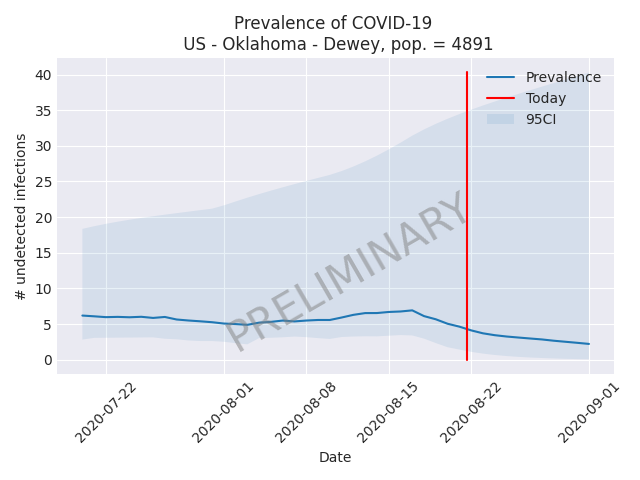 Prevalence of COVID-19
US - Oklahoma - Dewey, pop. = 4891
# undetected infections
40
35
30
25
20
15
10
5
0
Prevalence
Today
95CI
PRELIMINARY
2020-07-22
2020-08-01
2020-08-08
2020-08-15
2020-08-22
2020-09-01
Date